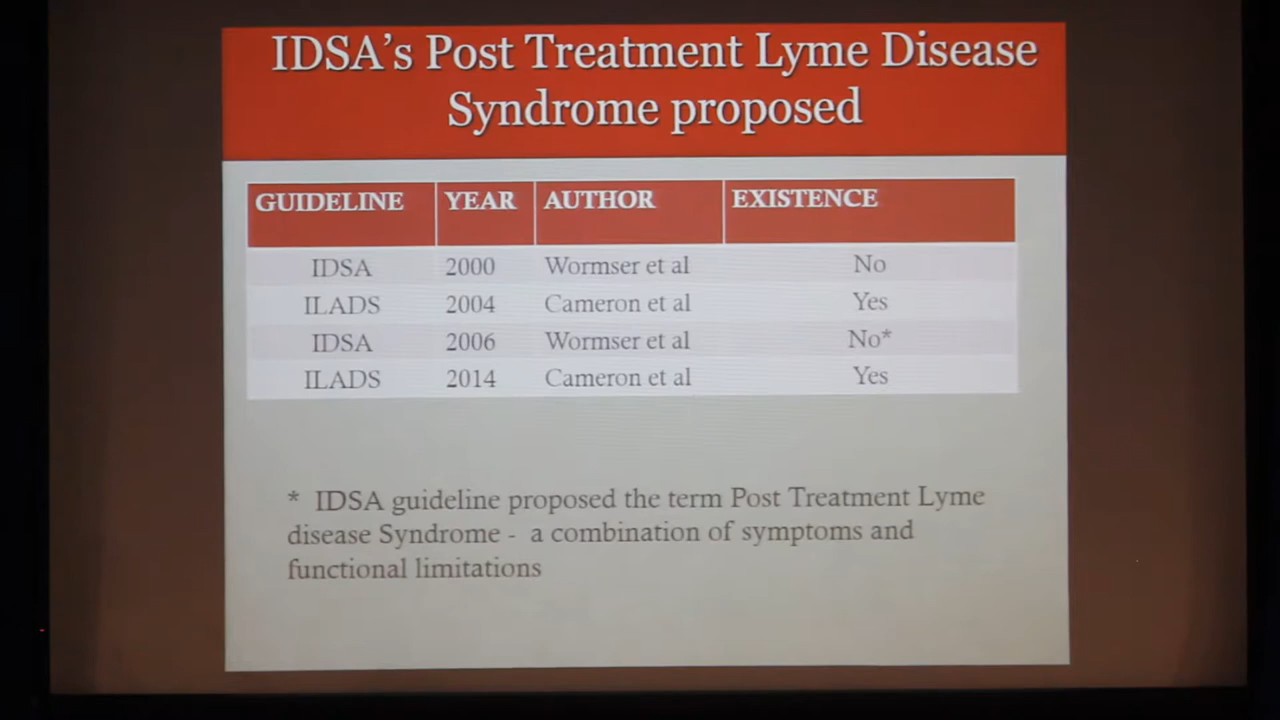 IDSA's Post Treatment Lyme Disease
Syndrome proposed
GUIDELINE YEAR AUTHOR EXISTENCE
IDSA 2000 Wormser et al No
ILADS 2004 Cameron et al Yes
IDSA 2006 Wormser et al No*
ILADS 2014 Cameron et al Yes
* IDSA guideline proposed the term Post Treatment Lyme
disease Syndrome - a combination of symptoms and
functional limitations